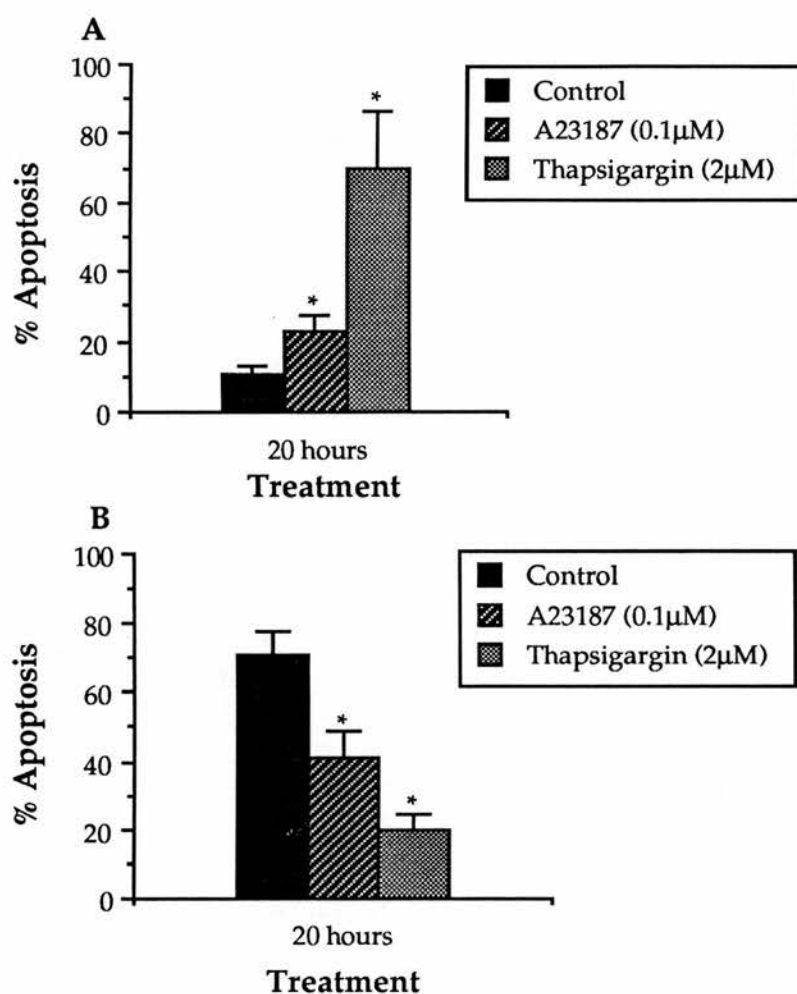 A
100
80
60
40
20
0
% Apoptosis
*
*
20 hours
Treatment
Control
A23187 (0.1μM)
Thapsigargin (2μM)
B
100
80
60
40
20
0
% Apoptosis
*
*
20 hours
Treatment
Control
A23187 (0.1μM)
Thapsigargin (2μM)